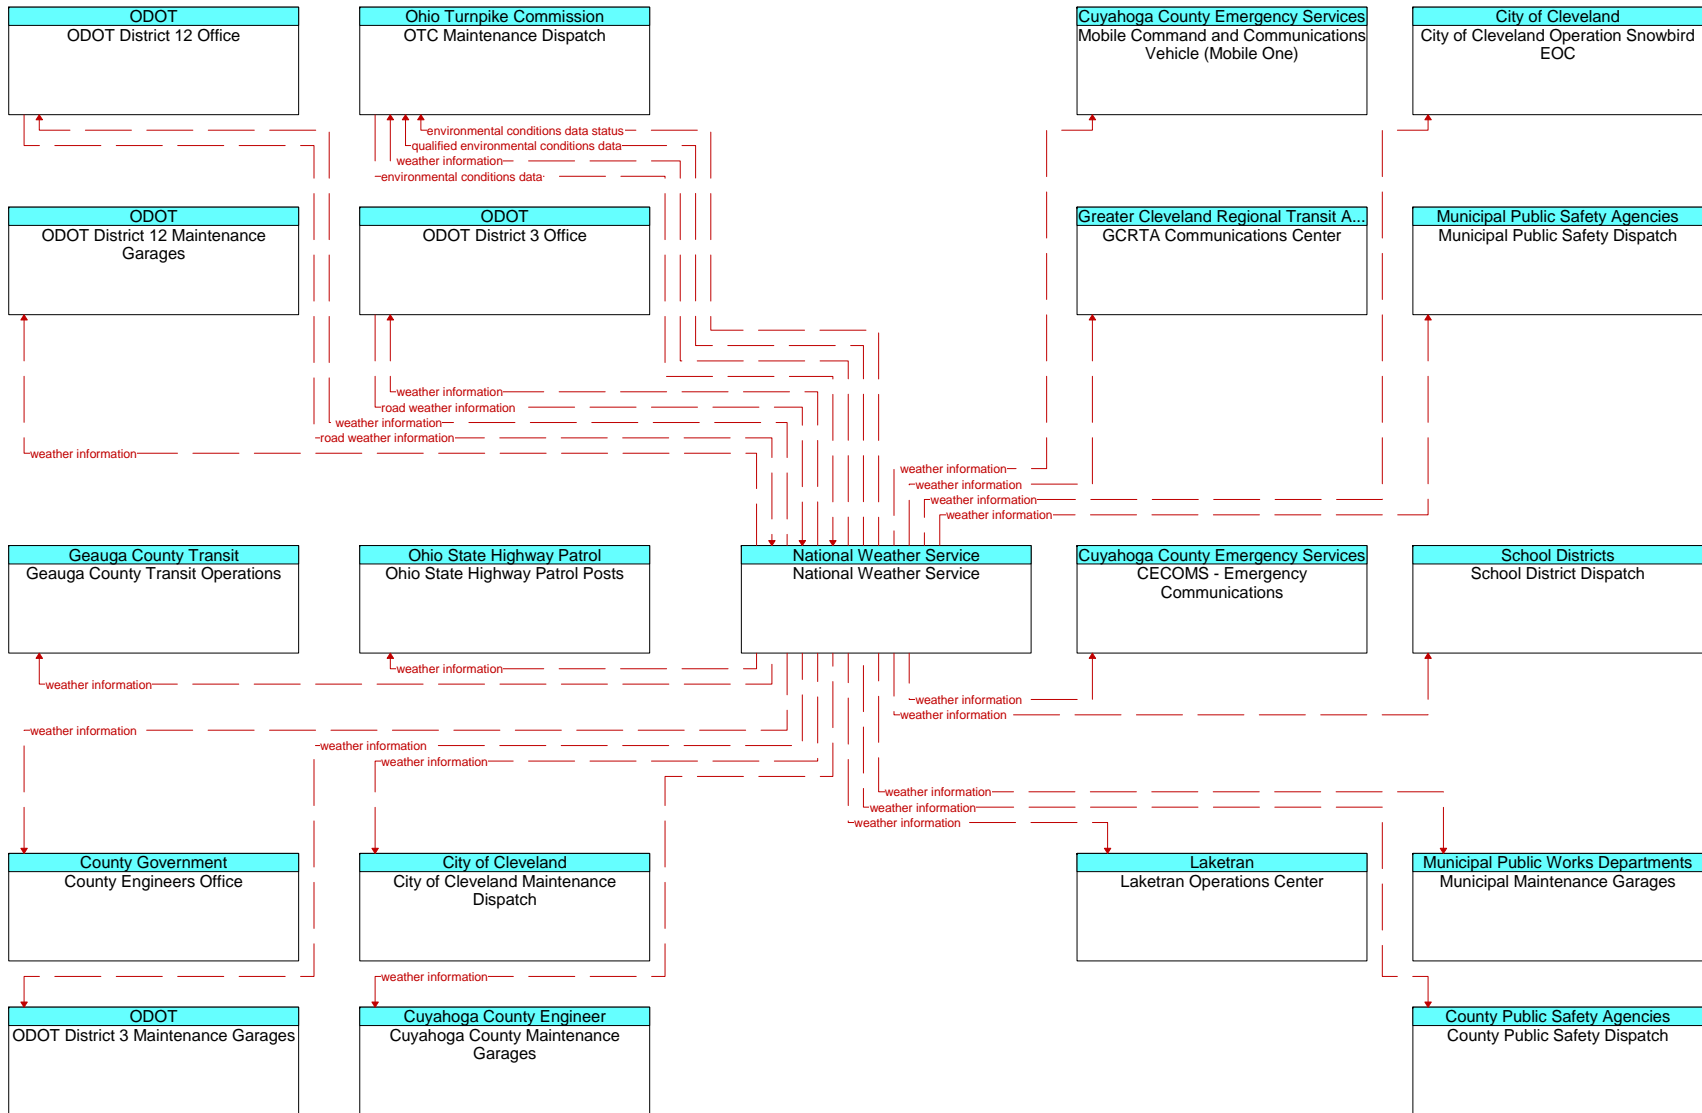 ODOT
ODOT District 12 Office
Ohio Turnpike Commission
OTC Maintenance Dispatch
Cuyahoga County Emergency Services
Mobile Command and Communications
Vehicle (Mobile One)
City of Cleveland
City of Cleveland Operation Snowbird
EOC
environmental conditions data status
qualified environmental conditions data
weather information
environmental conditions data
ODOT
ODOT District 12 Maintenance
Garages
ODOT
ODOT District 3 Office
Greater Cleveland Regional Transit A...
GCRTA Communications Center
Municipal Public Safety Agencies
Municipal Public Safety Dispatch
weather information
road weather information
weather information
road weather information
weather information
weather information
weather information
weather information
weather information
Geauga County Transit
Geauga County Transit Operations
Ohio State Highway Patrol
Ohio State Highway Patrol Posts
National Weather Service
National Weather Service
Cuyahoga County Emergency Services
CECOMS - Emergency
Communications
School Districts
School District Dispatch
weather information
weather information
weather information
weather information
weather information
weather information
weather information
weather information
weather information
weather information
County Government
County Engineers Office
City of Cleveland
City of Cleveland Maintenance
Dispatch
Laketran
Laketran Operations Center
Municipal Public Works Departments
Municipal Maintenance Garages
weather information
ODOT
ODOT District 3 Maintenance Garages
Cuyahoga County Engineer
Cuyahoga County Maintenance
Garages
County Public Safety Agencies
County Public Safety Dispatch